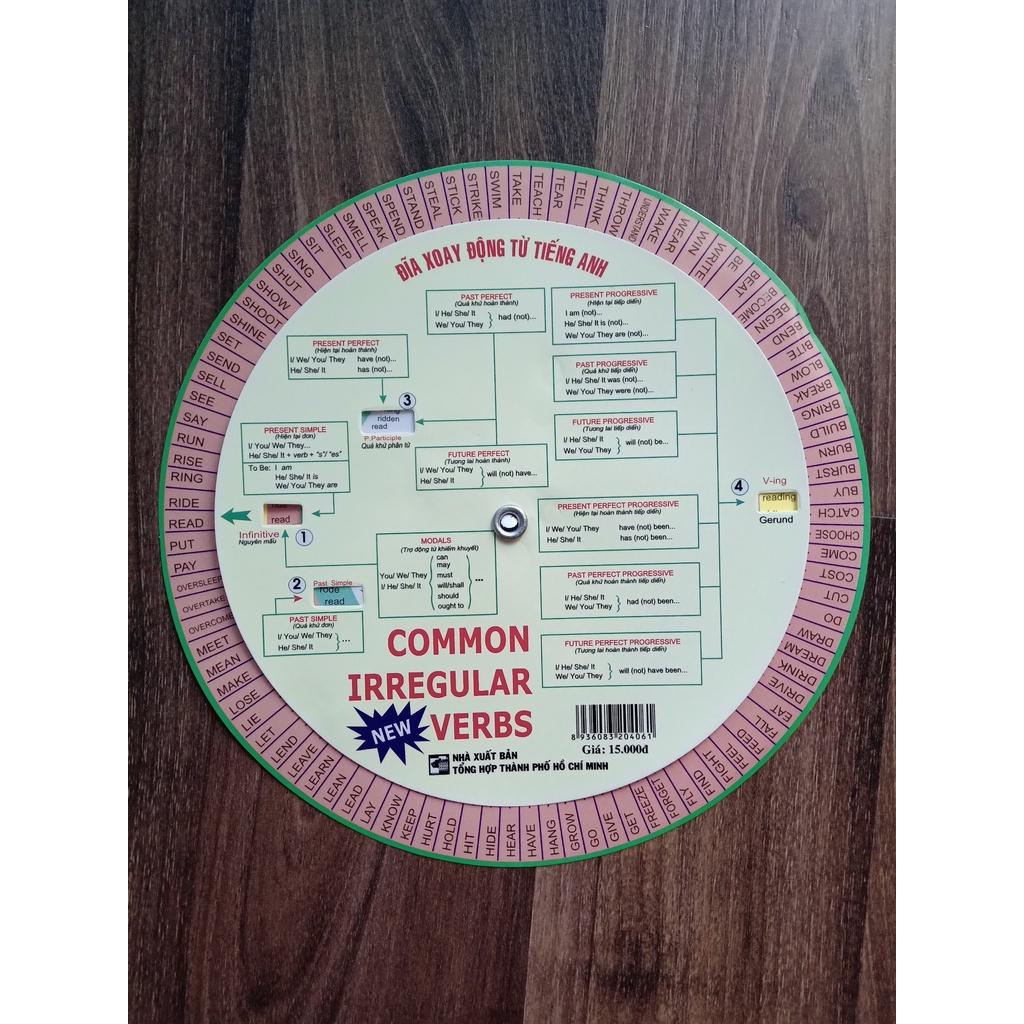 ĐĨA XOAY ĐỘNG TỪ TIẾNG ANH
PAST PERFECT
(Quá khứ hoàn thành)
I/ He/ She/ It
We/ You/ They
had (not)...
PRESENT PROGRESSIVE
(Hiện tại tiếp diễn)
I am (not)...
He/ She/ It is (not)...
We/ You/ They are (not)...
PRESENT PERFECT
(Hiện tại hoàn thành)
I/ We/ You/ They have (not)...
He/ She/ It has (not)...
PAST PROGRESSIVE
(Quá khứ tiếp diễn)
I/ He/ She/ It was (not)...
We/ You/ They were (not)...
3
ridden
read
P.Participle
Quá khứ phân từ
FUTURE PROGRESSIVE
(Tương lai tiếp diễn)
I/ He/ She/ It
We/ You/ They
will (not) be...
PRESENT SIMPLE
(Hiện tại đơn)
I/ You/ We/ They...
He/ She/ It + verb + "s"/ "es"
To Be: I am
He/ She/ It is
We/ You/ They are
FUTURE PERFECT
(Tương lai hoàn thành)
I/ We/ You/ They
He/ She/ It
will (not) have...
4
V-ing
reading
Gerund
read
Infinitive
Nguyên mẫu
1
PRESENT PERFECT PROGRESSIVE
(Hiện tại hoàn thành tiếp diễn)
I/ We/ You/ They have (not) been...
He/ She/ It has (not) been...
MODALS
(Trợ động từ khiếm khuyết)
You/ We/ They
I/ He/ She/ It
can
may
must
will/shall
should
ought to
...
2
Past Simple
rode
read
PAST PERFECT PROGRESSIVE
(Quá khứ hoàn thành tiếp diễn)
I/ He/ She/ It
We/ You/ They
had (not) been...
PAST SIMPLE
(Quá khứ đơn)
I/ You/ We/ They
He/ She/ It
...
FUTURE PERFECT PROGRESSIVE
(Tương lai hoàn thành tiếp diễn)
I/ He/ She/ It
We/ You/ They
will (not) have been...
COMMON
IRREGULAR
VERBS
NEW
8 936083 204061
Giá: 15.000đ
NHÀ XUẤT BẢN
TỔNG HỢP THÀNH PHỐ HỒ CHÍ MINH
BE
BEAT
BECOME
BEGIN
BEND
BITE
BLOW
BREAK
BRING
BUILD
BURN
BURST
BUY
CATCH
CHOOSE
COME
COST
CUT
DO
DRAW
DREAM
DRINK
DRIVE
EAT
FALL
FEED
FEEL
FIGHT
FIND
FLY
FORGET
FREEZE
GET
GIVE
GO
GROW
HANG
HAVE
HEAR
HIDE
HIT
HOLD
HURT
KEEP
KNOW
LAY
LEAD
LEAN
LEARN
LEAVE
LEND
LET
LIE
LOSE
MAKE
MEAN
MEET
OVERCOME
OVERTAKE
OVERSLEEP
PAY
PUT
READ
RIDE
RING
RISE
RUN
SAY
SEE
SELL
SEND
SET
SHINE
SHOOT
SHOW
SHUT
SING
SIT
SLEEP
SMELL
SPEAK
SPEND
STAND
STEAL
STICK
STRIKE
SWIM
TAKE
TEACH
TEAR
TELL
THINK
THROW
UNDERSTAND
WAKE
WEAR
WIN
WRITE